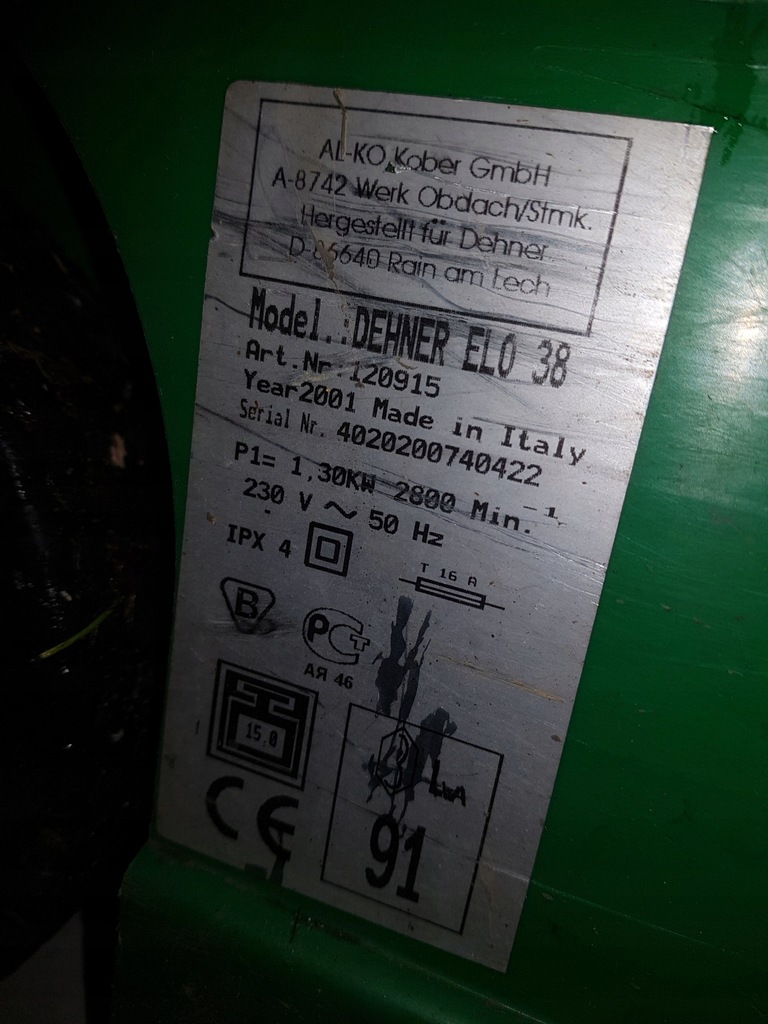 AL-KO Kober GmbH
A-8742 Werk Obdach/Stmk.
Hergestellt für Dehner
D-86640 Rain am Lech
Model.:DEHNER ELO 38
Art.Nr.120915
Year2001 Made in Italy
Serial Nr. 4020200740422
P1= 1,30KW 2800 Min.⁻¹
230 V ~ 50 Hz
IPX 4
T 16 A
B
РСТ
АЯ 46
15,0
LWA
CE
91